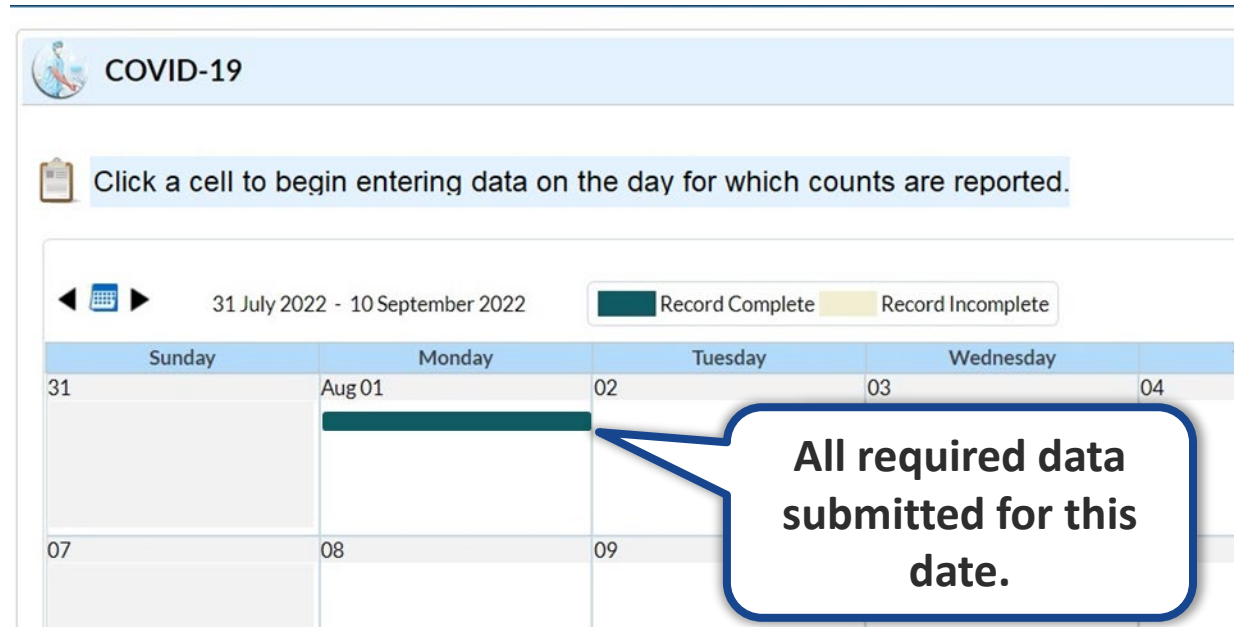 COVID-19
Click a cell to begin entering data on the day for which counts are reported.
31 July 2022 - 10 September 2022
Record Complete
Record Incomplete
Sunday Monday Tuesday Wednesday
31 Aug 01 02 03 04
All required data
submitted for this
date.
07 08 09